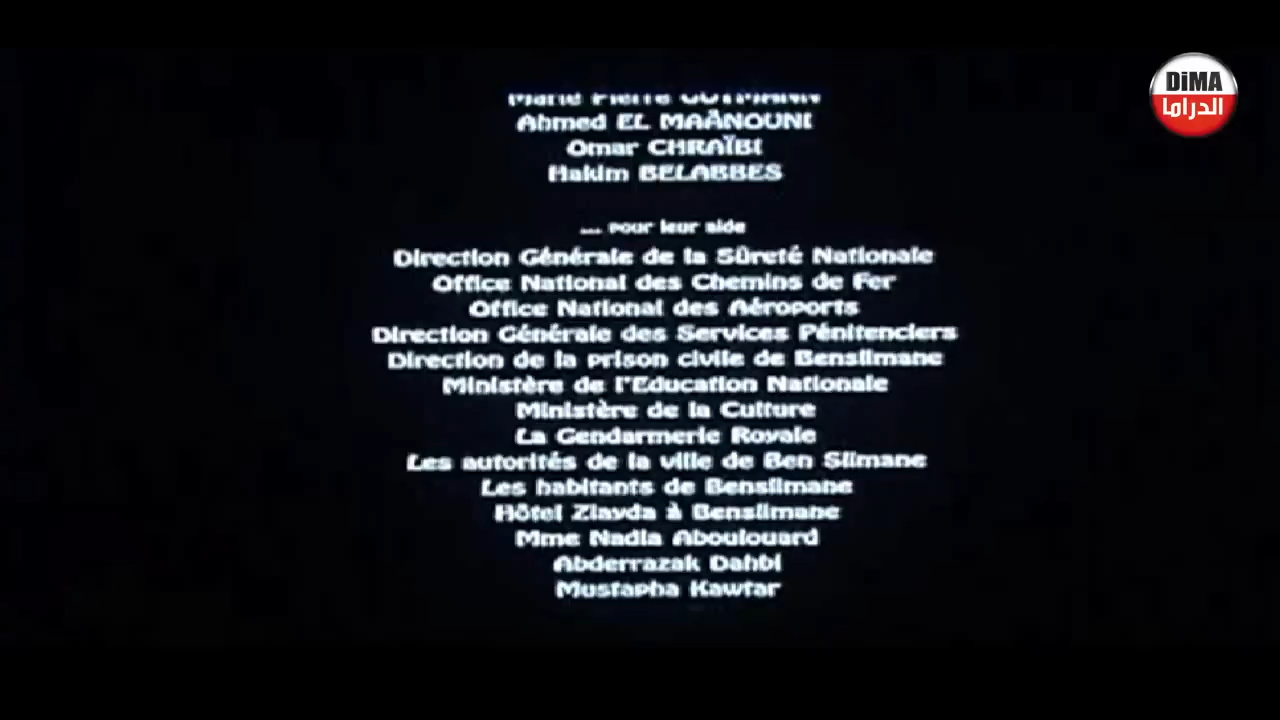 DiMA
الدراما
Marie Pierre
Ahmed EL MAÂNOUNI
Omar CHRAÏBI
Hakim BELABBES
... pour leur aide
Direction Générale de la Sûreté Nationale
Office National des Chemins de Fer
Office National des Aéroports
Direction Générale des Services Pénitenciers
Direction de la prison civile de Benslimane
Ministère de l'Education Nationale
Ministère de la Culture
La Gendarmerie Royale
Les autorités de la ville de Ben Slimane
Les habitants de Benslimane
Hôtel Ziayda à Benslimane
Mme Nadia Aboulouard
Abderrazak Dahbi
Mustapha Kawtar